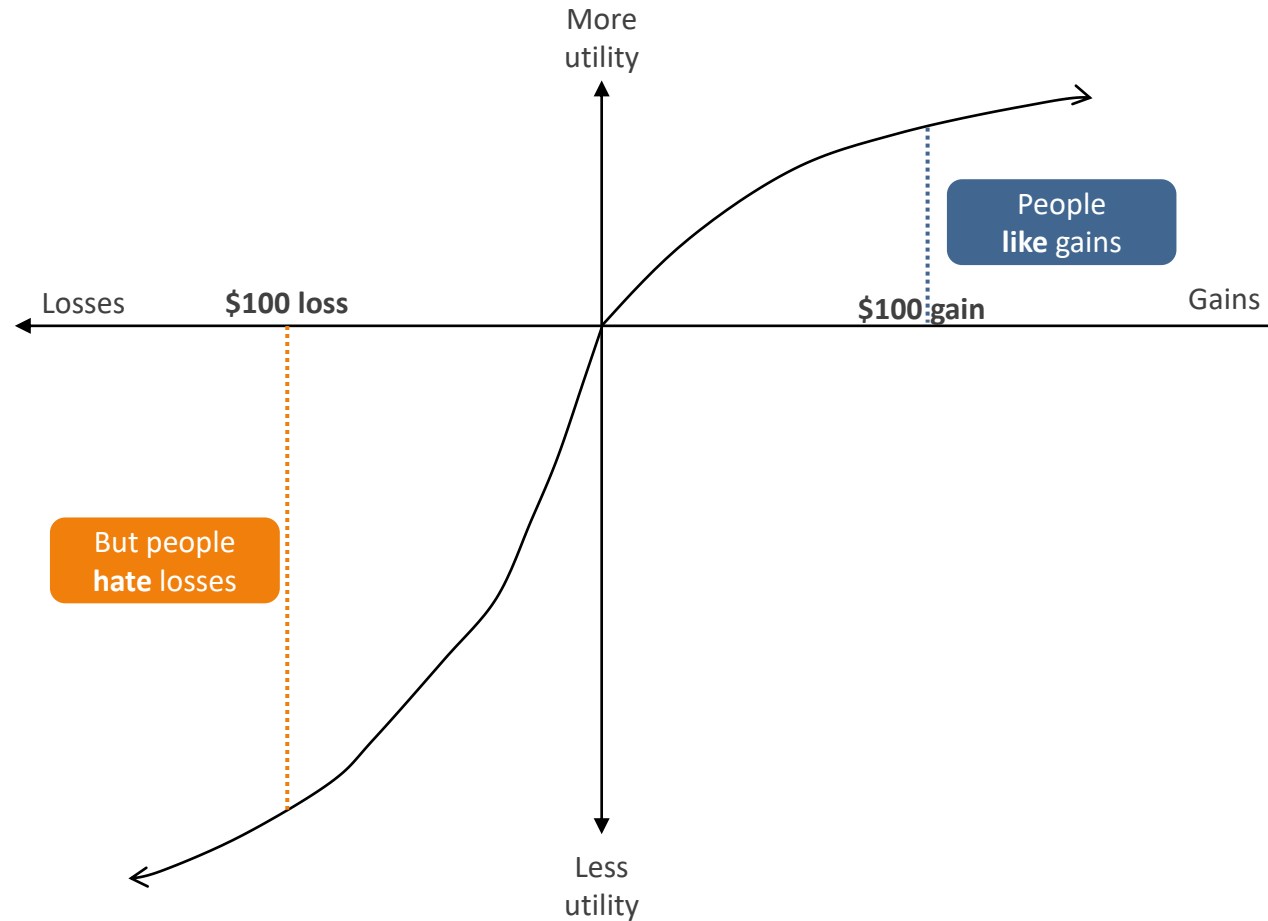 More
utility
People
like gains
Losses
$100 loss
$100 gain
Gains
But people
hate losses
Less
utility